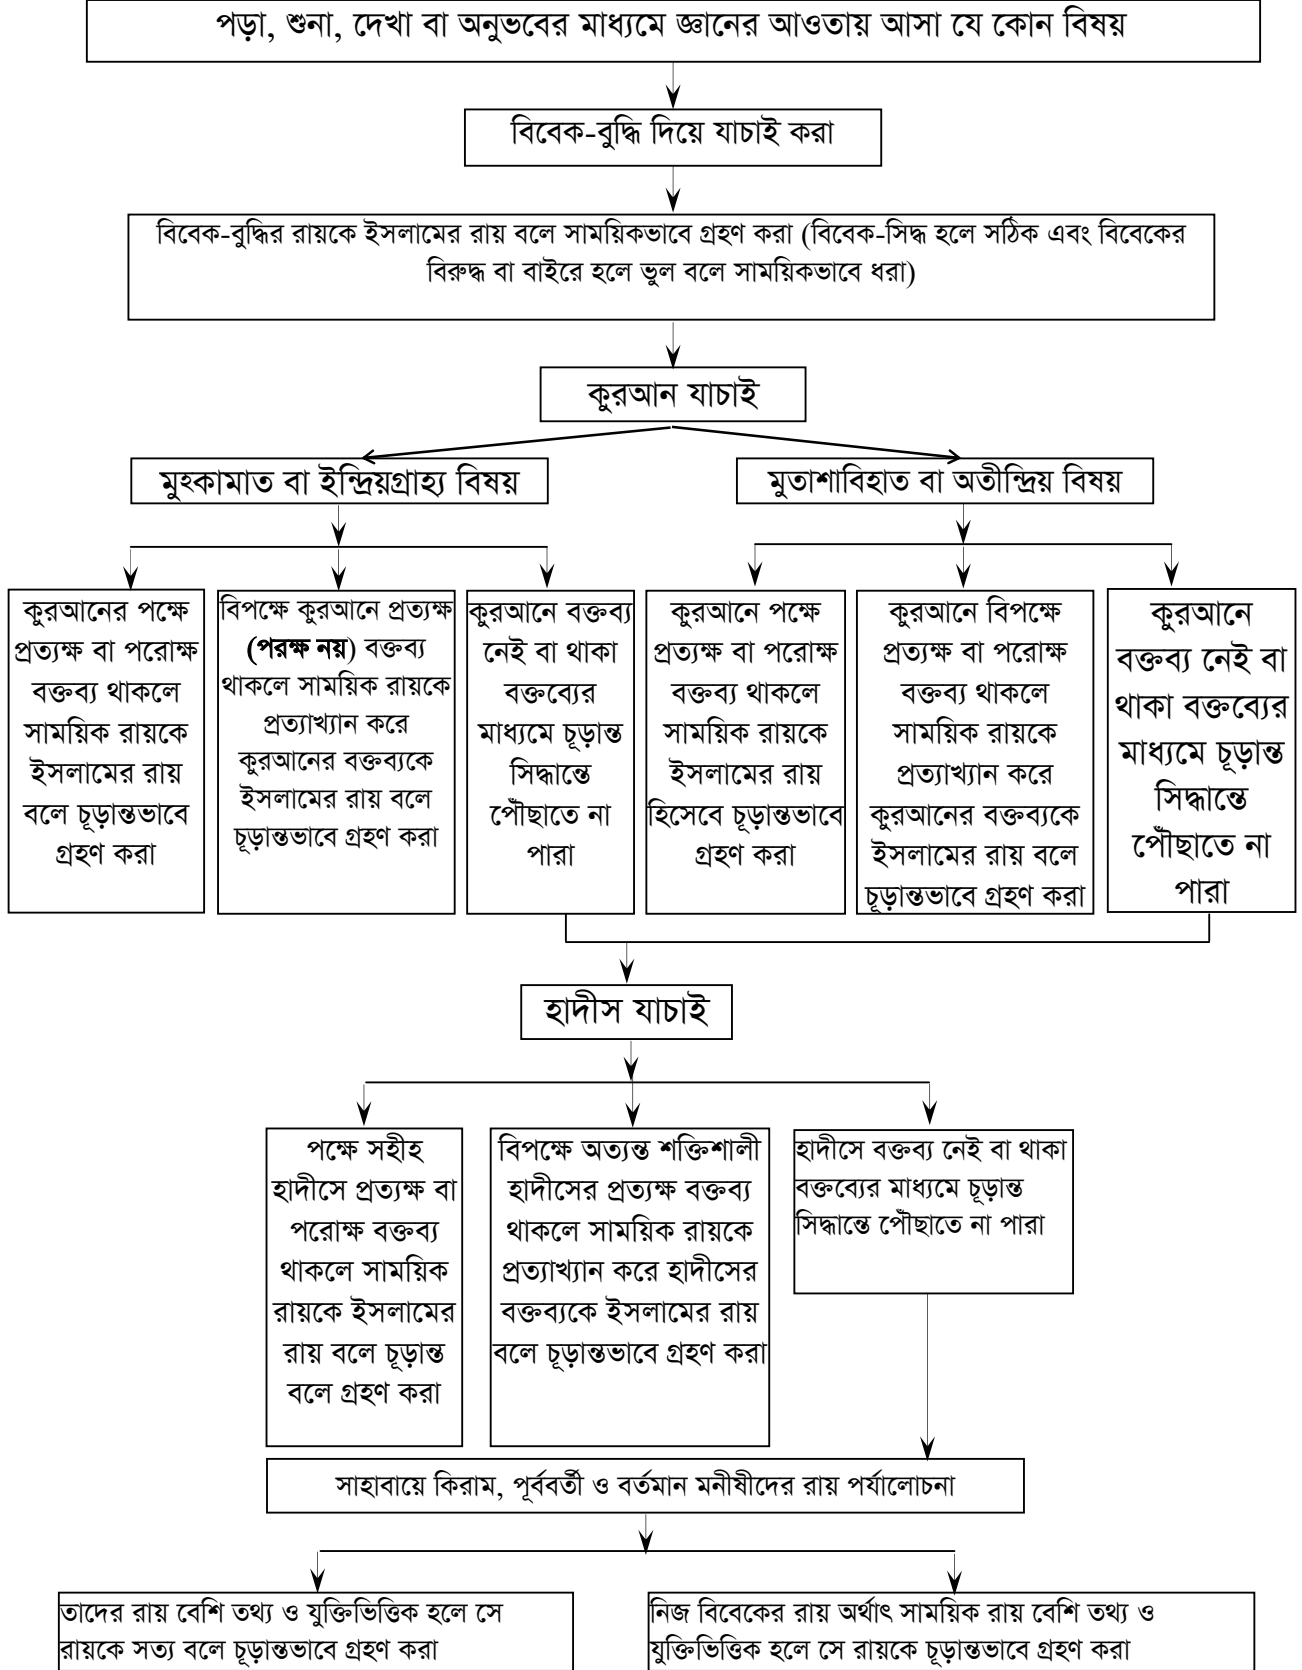 পড়া, শুনা, দেখা বা অনুভবের মাধ্যমে জ্ঞানের আওতায় আসা যে কোন বিষয়
বিবেক-বুদ্ধি দিয়ে যাচাই করা
বিবেক-বুদ্ধির রায়কে ইসলামের রায় বলে সাময়িকভাবে গ্রহণ করা (বিবেক-সিদ্ধ হলে সঠিক এবং বিবেকের
বিরুদ্ধ বা বাইরে হলে ভুল বলে সাময়িকভাবে ধরা)
কুরআন যাচাই
মুহকামাত বা ইন্দ্রিয়গ্রাহ্য বিষয়
মুতাশাবিহাত বা অতীন্দ্রিয় বিষয়
কুরআনের পক্ষে
প্রত্যক্ষ বা পরোক্ষ
বক্তব্য থাকলে
সাময়িক রায়কে
ইসলামের রায়
বলে চূড়ান্তভাবে
গ্রহণ করা
বিপক্ষে কুরআনে প্রত্যক্ষ
(পরক্ষ নয়) বক্তব্য
থাকলে সাময়িক রায়কে
প্রত্যাখ্যান করে
কুরআনের বক্তব্যকে
ইসলামের রায় বলে
চূড়ান্তভাবে গ্রহণ করা
কুরআনে বক্তব্য
নেই বা থাকা
বক্তব্যের
মাধ্যমে চূড়ান্ত
সিদ্ধান্তে
পৌঁছাতে না
পারা
কুরআনে পক্ষে
প্রত্যক্ষ বা পরোক্ষ
বক্তব্য থাকলে
সাময়িক রায়কে
ইসলামের রায়
হিসেবে চূড়ান্তভাবে
গ্রহণ করা
কুরআনে বিপক্ষে
প্রত্যক্ষ বা পরোক্ষ
বক্তব্য থাকলে
সাময়িক রায়কে
প্রত্যাখ্যান করে
কুরআনের বক্তব্যকে
ইসলামের রায় বলে
চূড়ান্তভাবে গ্রহণ করা
কুরআনে
বক্তব্য নেই বা
থাকা বক্তব্যের
মাধ্যমে চূড়ান্ত
সিদ্ধান্তে
পৌঁছাতে না
পারা
হাদীস যাচাই
পক্ষে সহীহ
হাদীসে প্রত্যক্ষ বা
পরোক্ষ বক্তব্য
থাকলে সাময়িক
রায়কে ইসলামের
রায় বলে চূড়ান্ত
বলে গ্রহণ করা
বিপক্ষে অত্যন্ত শক্তিশালী
হাদীসের প্রত্যক্ষ বক্তব্য
থাকলে সাময়িক রায়কে
প্রত্যাখ্যান করে হাদীসের
বক্তব্যকে ইসলামের রায়
বলে চূড়ান্তভাবে গ্রহণ করা
হাদীসে বক্তব্য নেই বা থাকা
বক্তব্যের মাধ্যমে চূড়ান্ত
সিদ্ধান্তে পৌঁছাতে না পারা
সাহাবায়ে কিরাম, পূর্ববর্তী ও বর্তমান মনীষীদের রায় পর্যালোচনা
তাদের রায় বেশি তথ্য ও যুক্তিভিত্তিক হলে সে
রায়কে সত্য বলে চূড়ান্তভাবে গ্রহণ করা
নিজ বিবেকের রায় অর্থাৎ সাময়িক রায় বেশি তথ্য ও
যুক্তিভিত্তিক হলে সে রায়কে চূড়ান্তভাবে গ্রহণ করা